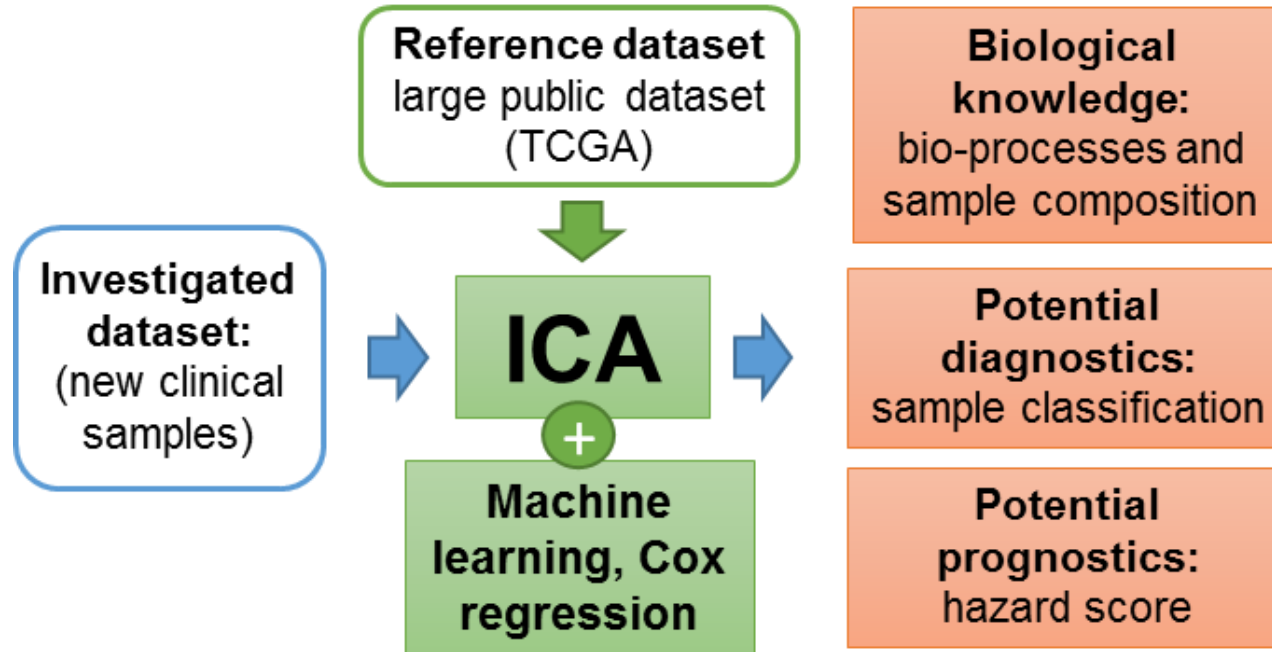 Reference dataset
large public dataset
(TCGA)
Biological
knowledge:
bio-processes and
sample composition
Investigated
dataset:
(new clinical
samples)
ICA
+
Machine
learning, Cox
regression
Potential
diagnostics:
sample classification
Potential
prognostics:
hazard score